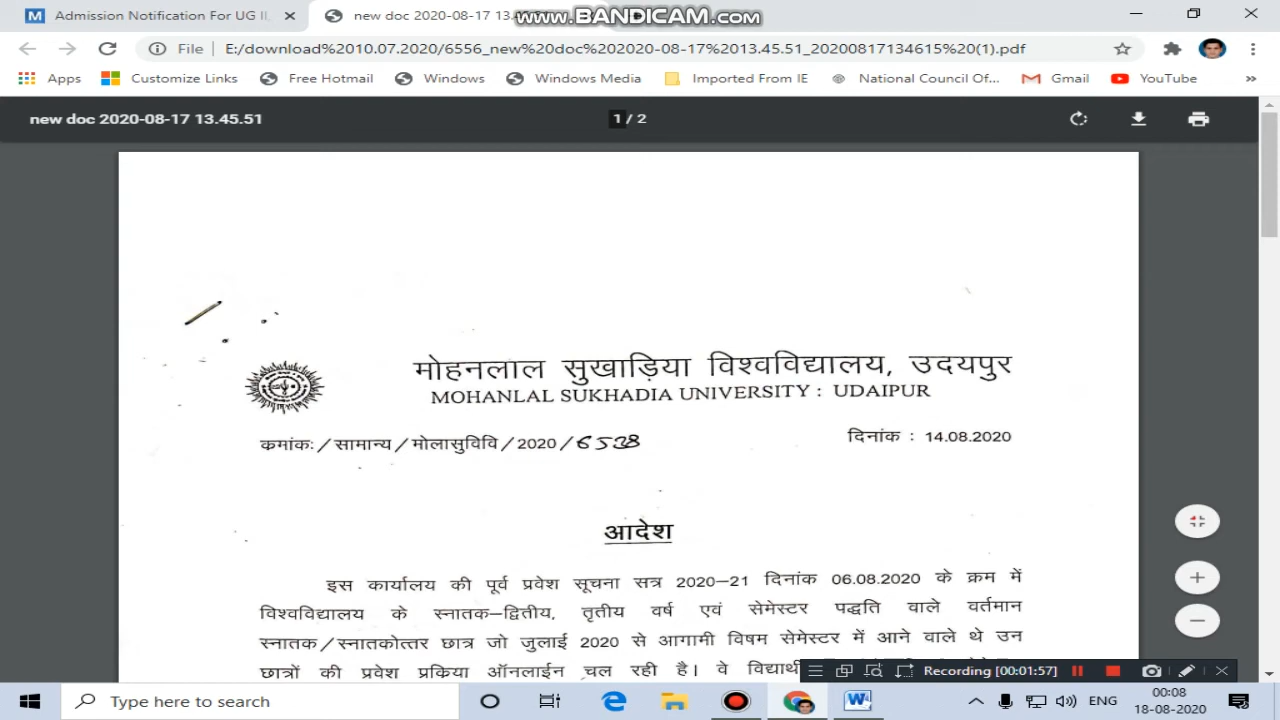 Admission Notification For UG II,
new doc 2020-08-17 13.45.51
www.BANDICAM.com
File
E:/download%2010.07.2020/6556_new%20doc%202020-08-17%2013.45.51_20200817134615%20(1).pdf
Apps
Customize Links
Free Hotmail
Windows
Windows Media
Imported From IE
National Council Of...
Gmail
YouTube
»
new doc 2020-08-17 13.45.51
1 / 2
मोहनलाल सुखाड़िया विश्वविद्यालय, उदयपुर
MOHANLAL SUKHADIA UNIVERSITY : UDAIPUR
क्रमांकः/सामान्य/मोलासुविवि/2020/6538
दिनांक : 14.08.2020
आदेश
इस कार्यालय की पूर्व प्रवेश सूचना सत्र 2020-21 दिनांक 06.08.2020 के क्रम में
विश्वविद्यालय के स्नातक-द्वितीय, तृतीय वर्ष एवं सेमेस्टर पद्धति वाले वर्तमान
स्नातक/स्नातकोत्तर छात्र जो जुलाई 2020 से आगामी विषम सेमेस्टर में आने वाले थे उन
छात्रों की प्रवेश प्रकिया ऑनलाईन चल रही है। वे विद्यार्थी
Recording [00:01:57]
Type here to search
ENG
00:08
18-08-2020